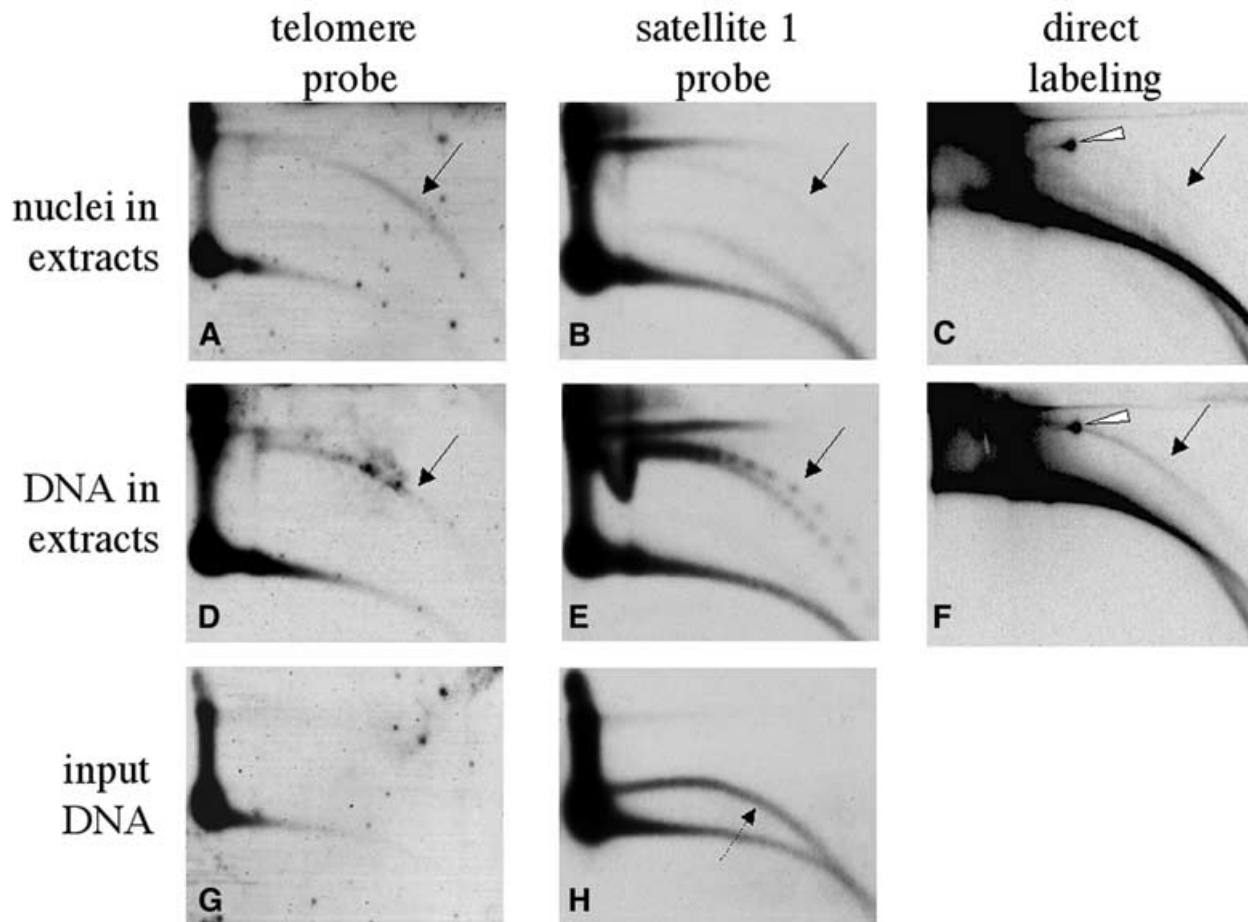 telomere
probe
satellite 1
probe
direct
labeling
nuclei in
extracts
A
B
C
DNA in
extracts
D
E
F
input
DNA
G
H